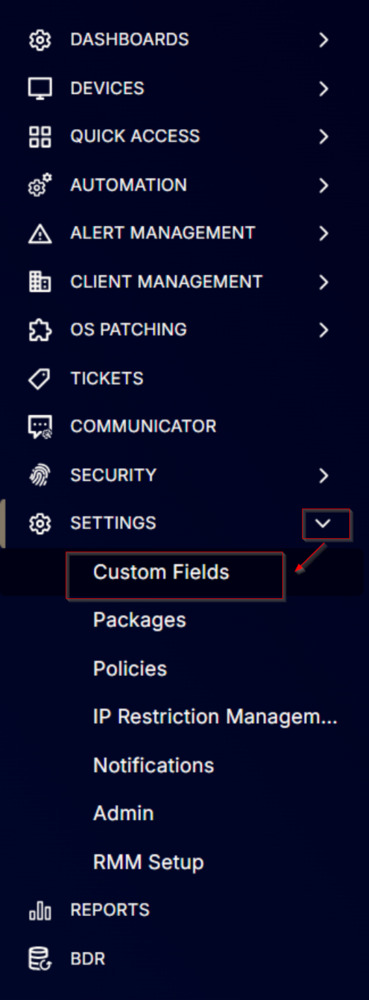 DASHBOARDS
DEVICES
QUICK ACCESS
AUTOMATION
ALERT MANAGEMENT
CLIENT MANAGEMENT
OS PATCHING
TICKETS
COMMUNICATOR
SECURITY
SETTINGS
Custom Fields
Packages
Policies
IP Restriction Managem...
Notifications
Admin
RMM Setup
REPORTS
BDR